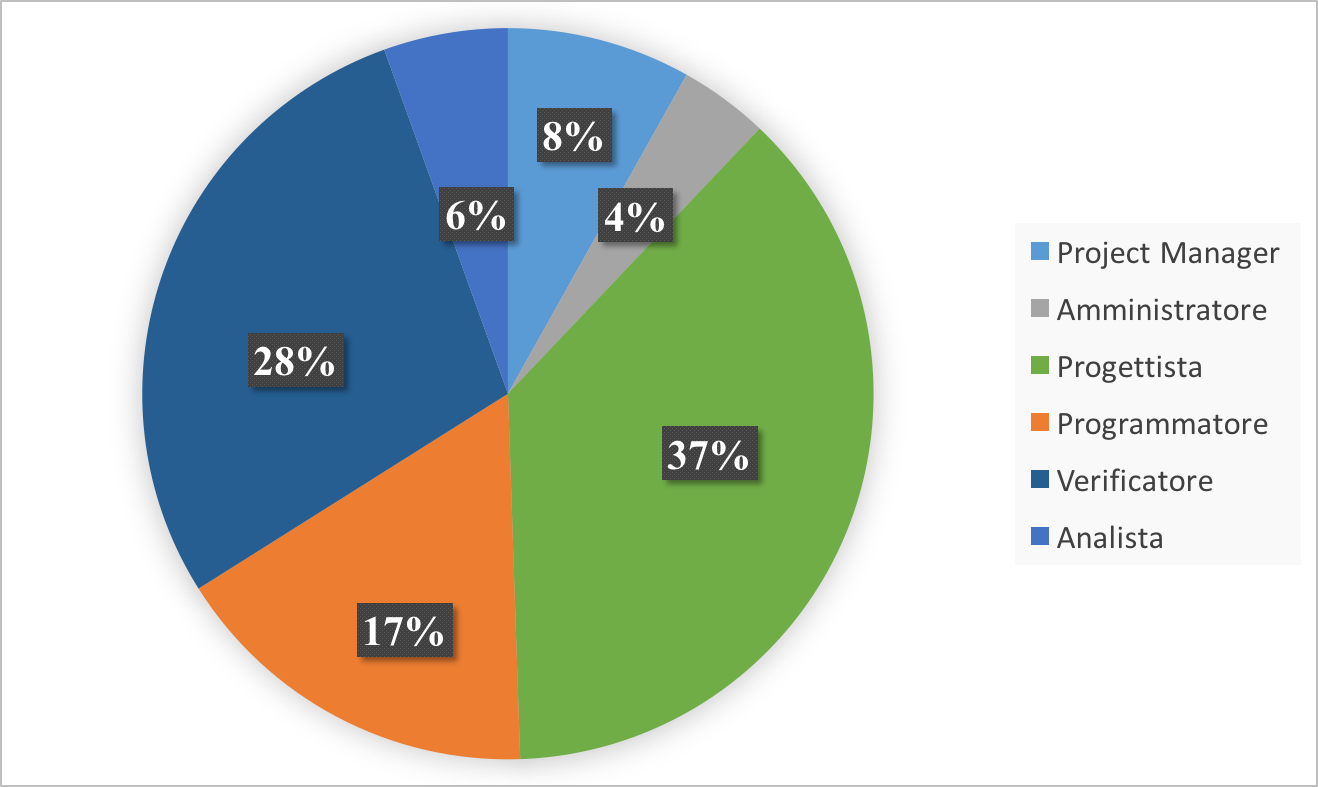 8%
4%
6%
28%
37%
17%
Project Manager
Amministratore
Progettista
Programmatore
Verificatore
Analista